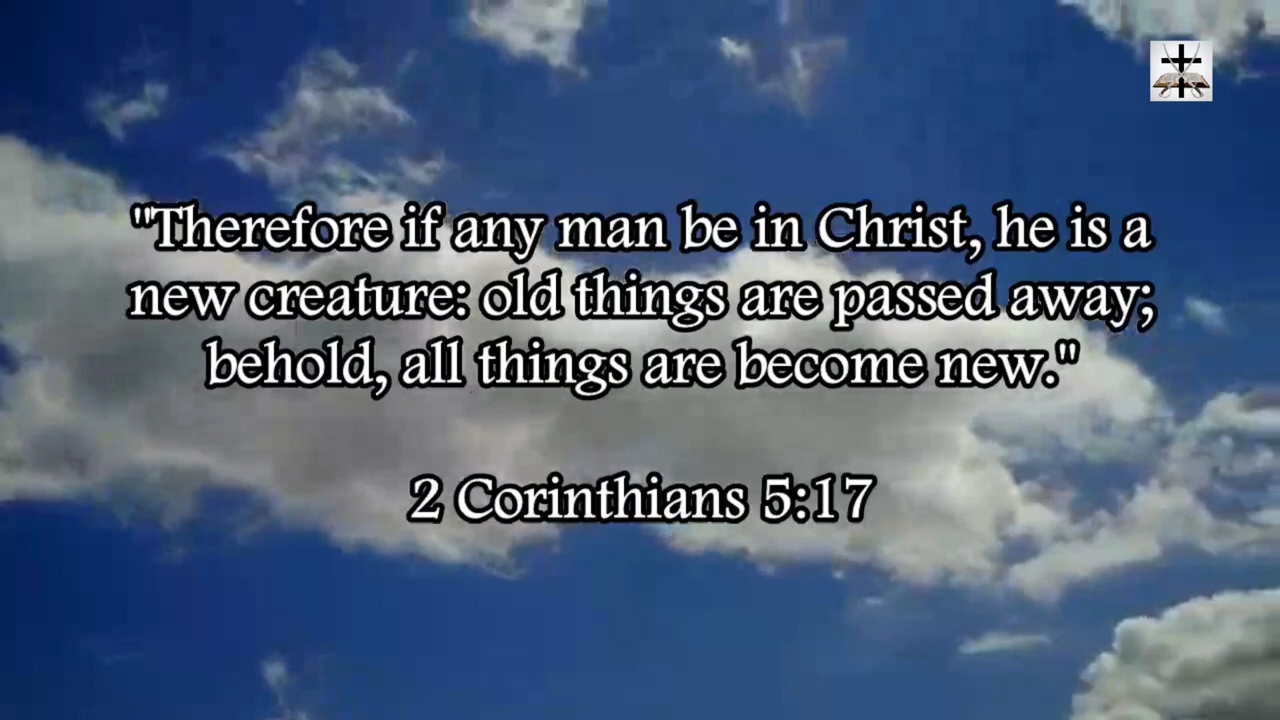 "Therefore if any man be in Christ, he is a
new creature: old things are passed away;
behold, all things are become new."
2 Corinthians 5:17